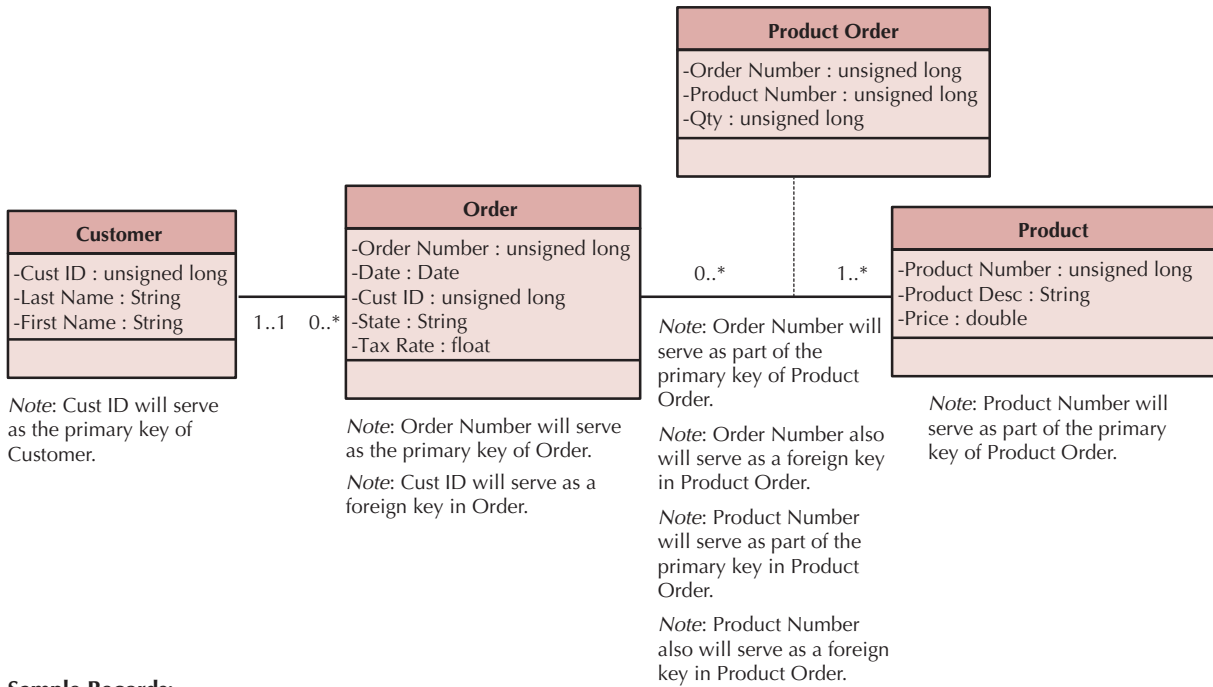 Product Order
-Order Number : unsigned long
-Product Number : unsigned long
-Qty : unsigned long
Customer
-Cust ID : unsigned long
-Last Name : String
-First Name : String
1..1
0..*
Order
-Order Number : unsigned long
-Date : Date
-Cust ID : unsigned long
-State : String
-Tax Rate : float
0..*
1..*
Product
-Product Number : unsigned long
-Product Desc : String
-Price : double
Note: Cust ID will serve
as the primary key of
Customer.
Note: Order Number will serve
as the primary key of Order.
Note: Cust ID will serve as a
foreign key in Order.
Note: Order Number will
serve as part of the
primary key of Product
Order.
Note: Order Number also
will serve as a foreign key
in Product Order.
Note: Product Number
will serve as part of the
primary key in Product
Order.
Note: Product Number
also will serve as a foreign
key in Product Order.
Note: Product Number will
serve as part of the primary
key of Product Order.
Sample Records: